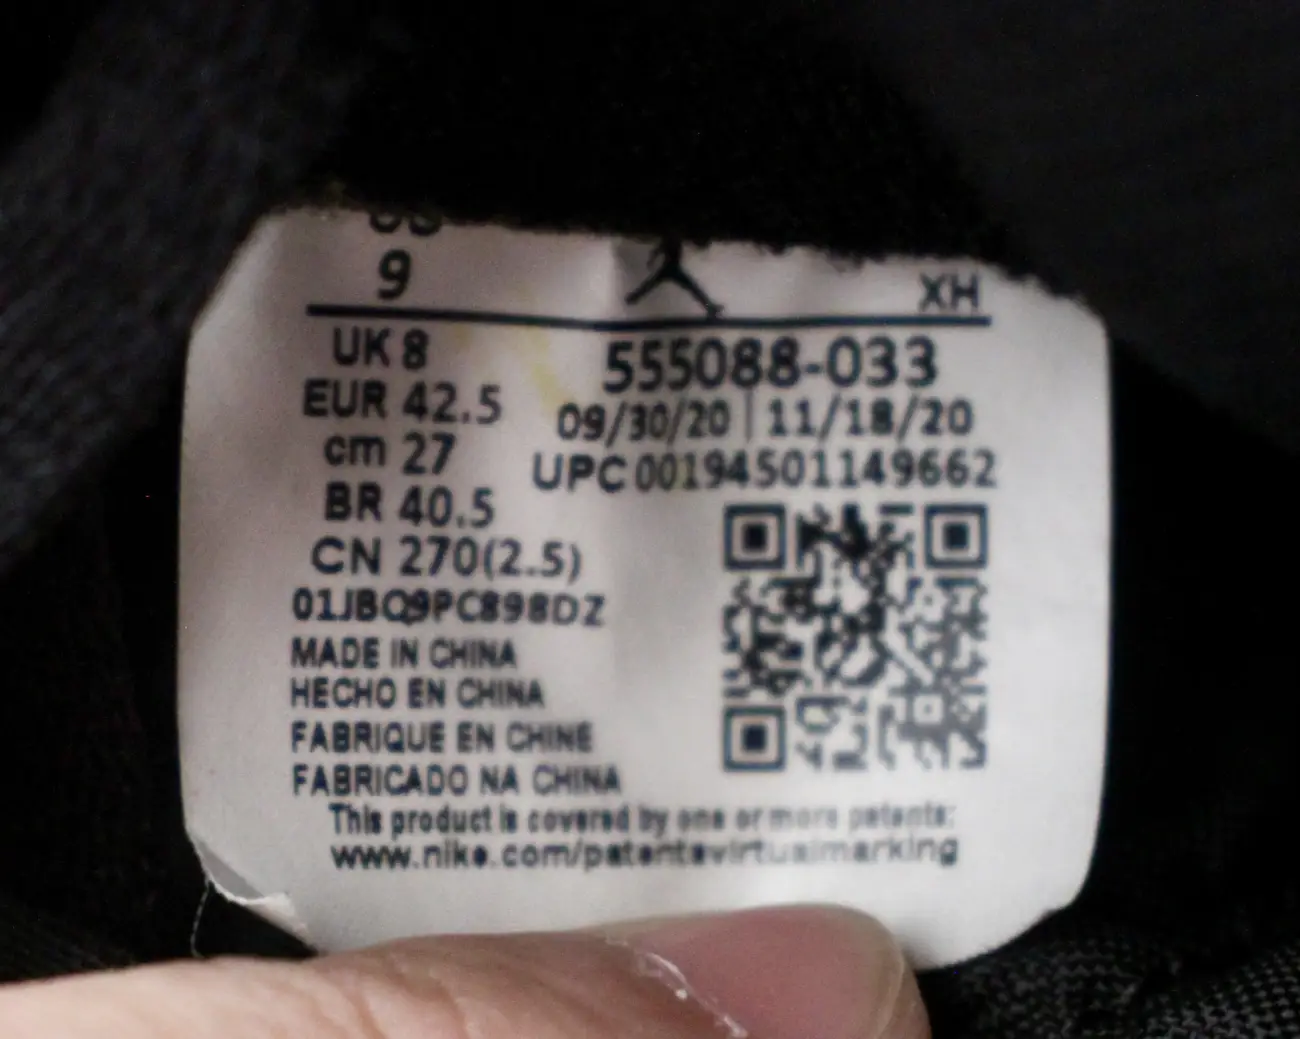 US
9
XH
UK 8
EUR 42.5
cm 27
BR 40.5
CN 270(2.5)
555088-033
09/30/20 | 11/18/20
UPC 00194501149662
01JBQ9PC898DZ
MADE IN CHINA
HECHO EN CHINA
FABRIQUE EN CHINE
FABRICADO NA CHINA
This product is covered by one or more patents:
www.nike.com/patentsvirtualmarking